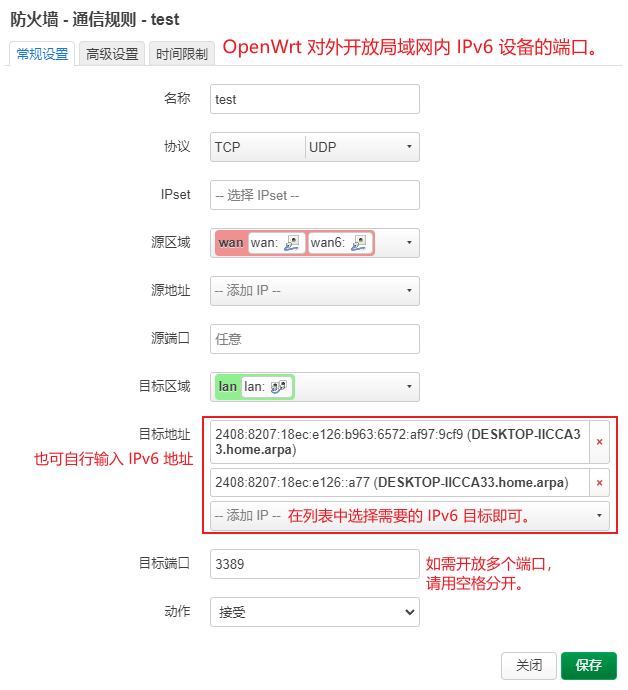 防火墙 - 通信规则 - test
常规设置 高级设置 时间限制
OpenWrt 对外开放局域网内 IPv6 设备的端口。
名称 test
协议 TCP UDP
IPset -- 选择 IPset --
源区域 wan wan: wan6:
源地址 -- 添加 IP --
源端口 任意
目标区域 lan lan:
目标地址 2408:8207:18ec:e126:b963:6572:af97:9cf9 (DESKTOP-IICCA3
3.home.arpa) ×
也可自行输入 IPv6 地址
2408:8207:18ec:e126::a77 (DESKTOP-IICCA33.home.arpa) ×
-- 添加 IP -- 在列表中选择需要的 IPv6 目标即可。
目标端口 3389
如需开放多个端口，
请用空格分开。
动作 接受
关闭 保存